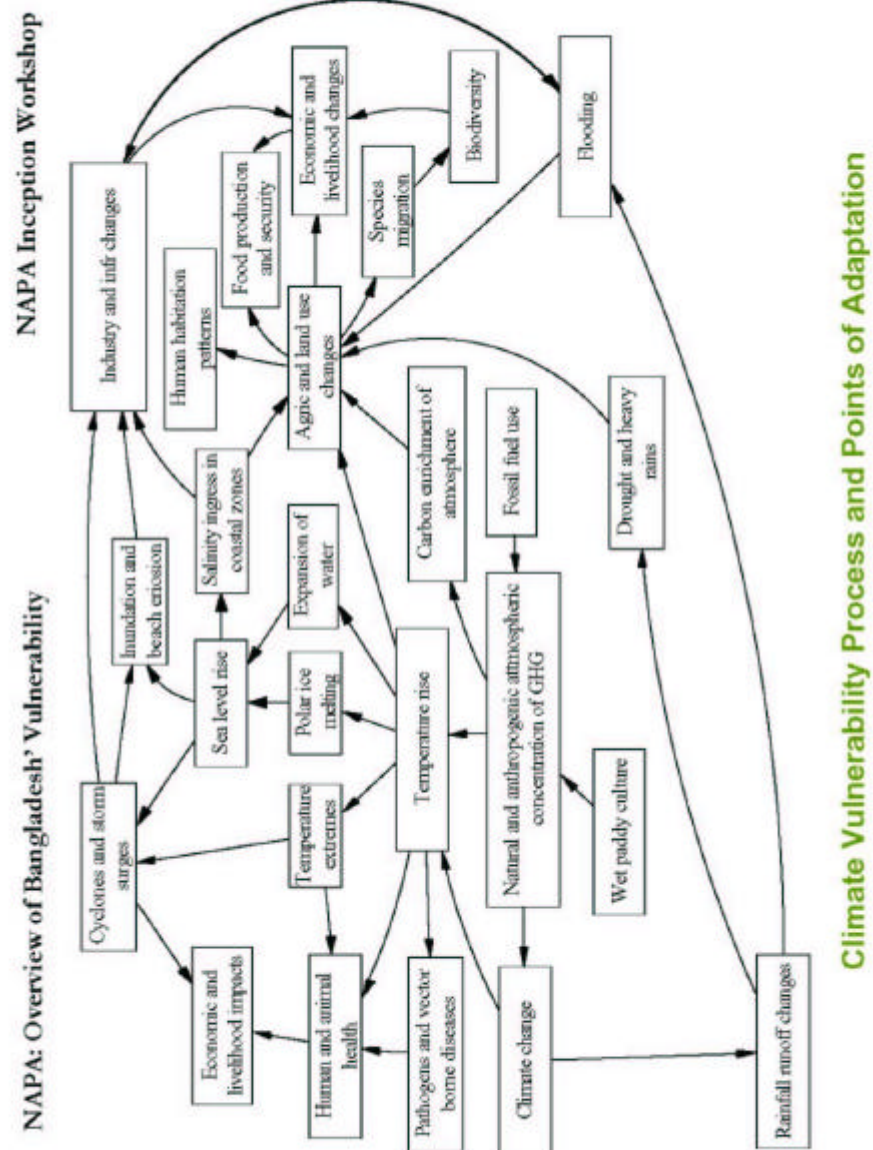 NAPA: Overview of Bangladesh' Vulnerability
NAPA Inception Workshop
Cyclones and storm
surges
Inundation and
beach eriosion
Industry and infr changes
Economic and
livelihood impacts
Sea level rise
Salinity ingress in
coastal zones
Human habitation
patterns
Food production
and security
Human and animal
health
Temperature
extremes
Polar ice
melting
Expansion of
water
Agric and land use
changes
Economic and
livelihood changes
Pathogens and vector
borne diseases
Temperature rise
Carbon enrichment of
atmosphere
Species
migration
Biodiversity
Climate change
Natural and anthropogenic attmospheric
concentration of GHG
Fossil fuel use
Wet paddy culture
Drought and heavy
rains
Flooding
Rainfall runoff changes
Climate Vulnerability Process and Points of Adaptation